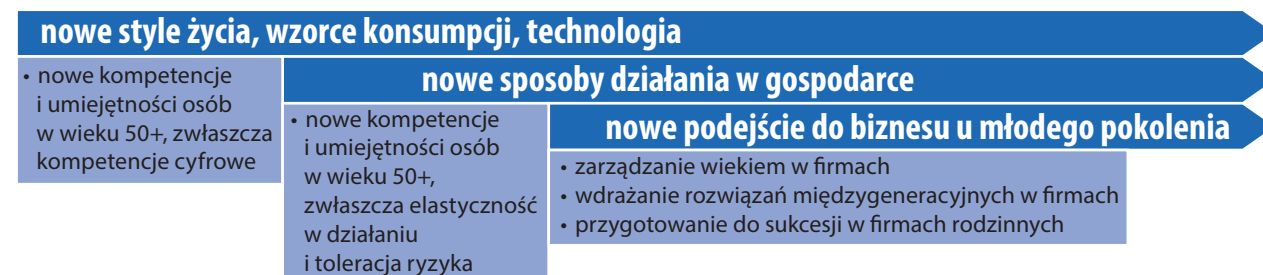 nowe style życia, wzorce konsumpcji, technologia
• nowe kompetencje
i umiejętności osób
w wieku 50+, zwłaszcza
kompetencje cyfrowe
nowe sposoby działania w gospodarce
• nowe kompetencje
i umiejętności osób
w wieku 50+,
zwłaszcza elastyczność
w działaniu
i toleracja ryzyka
nowe podejście do biznesu u młodego pokolenia
• zarządzanie wiekiem w firmach
• wdrażanie rozwiązań międzygeneracyjnych w firmach
• przygotowanie do sukcesji w firmach rodzinnych